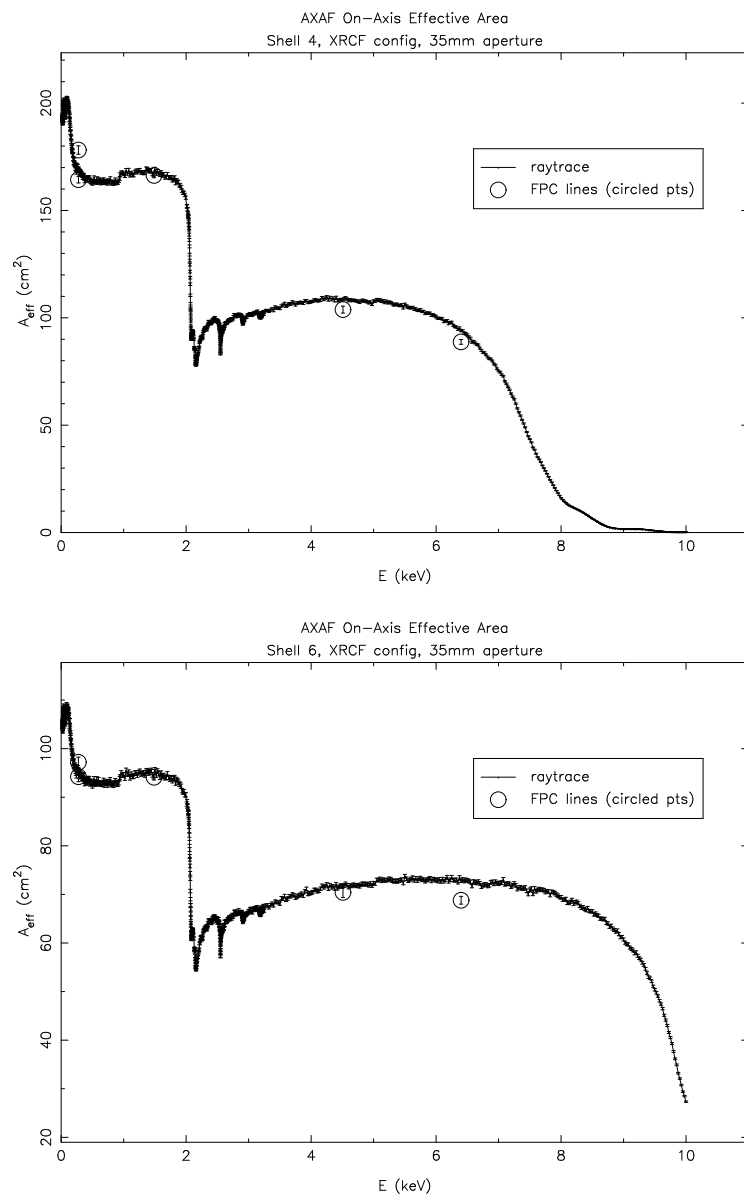 AXAF On-Axis Effective Area
Shell 4, XRCF config, 35mm aperture
200
150
100
50
0
A_eff (cm²)
raytrace
FPC lines (circled pts)
0 2 4 6 8 10
E (keV)
AXAF On-Axis Effective Area
Shell 6, XRCF config, 35mm aperture
100
80
60
40
20
A_eff (cm²)
raytrace
FPC lines (circled pts)
0 2 4 6 8 10
E (keV)